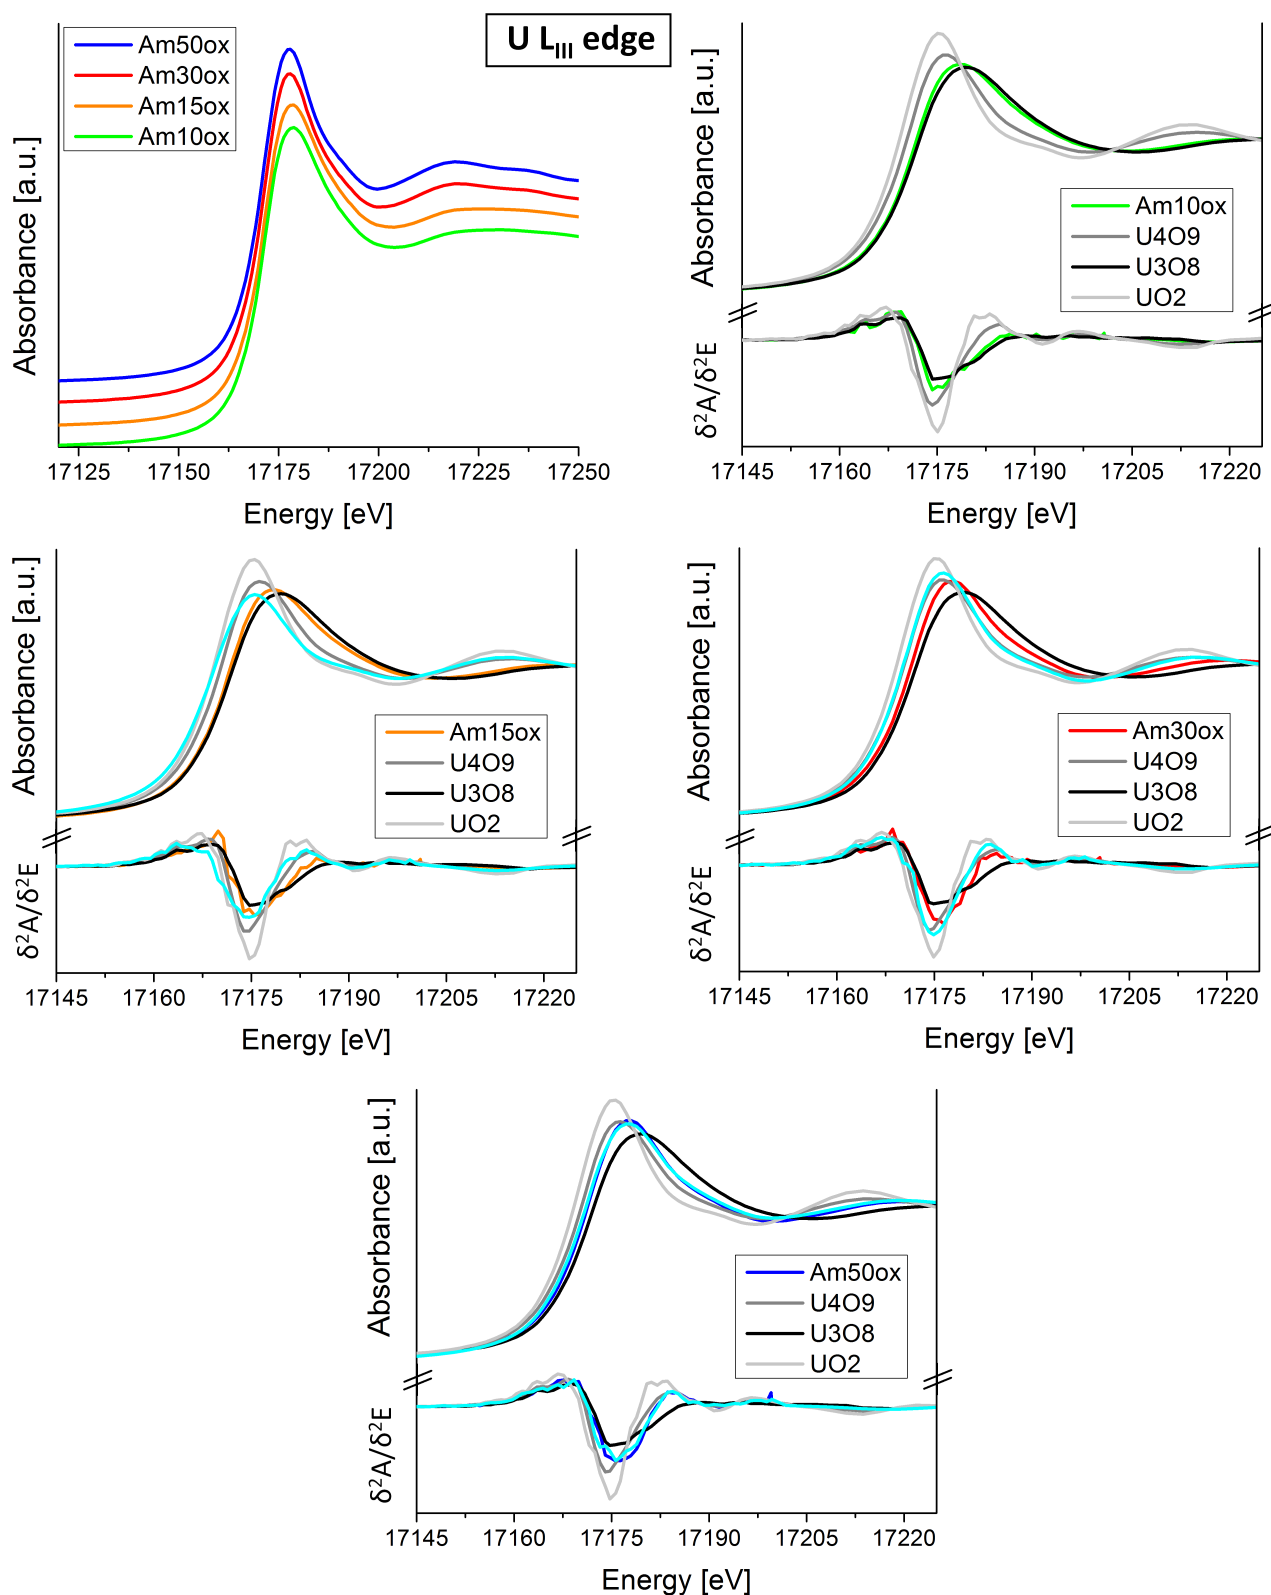 U L_III edge
Am50ox
Am30ox
Am15ox
Am10ox
Absorbance [a.u.]
17125 17150 17175 17200 17225 17250
Energy [eV]
Absorbance [a.u.]
Am10ox
U4O9
U3O8
UO2
δ²A/δ²E
17145 17160 17175 17190 17205 17220
Energy [eV]
Absorbance [a.u.]
Am15ox
U4O9
U3O8
UO2
δ²A/δ²E
17145 17160 17175 17190 17205 17220
Energy [eV]
Absorbance [a.u.]
Am30ox
U4O9
U3O8
UO2
δ²A/δ²E
17145 17160 17175 17190 17205 17220
Energy [eV]
Absorbance [a.u.]
Am50ox
U4O9
U3O8
UO2
δ²A/δ²E
17145 17160 17175 17190 17205 17220
Energy [eV]